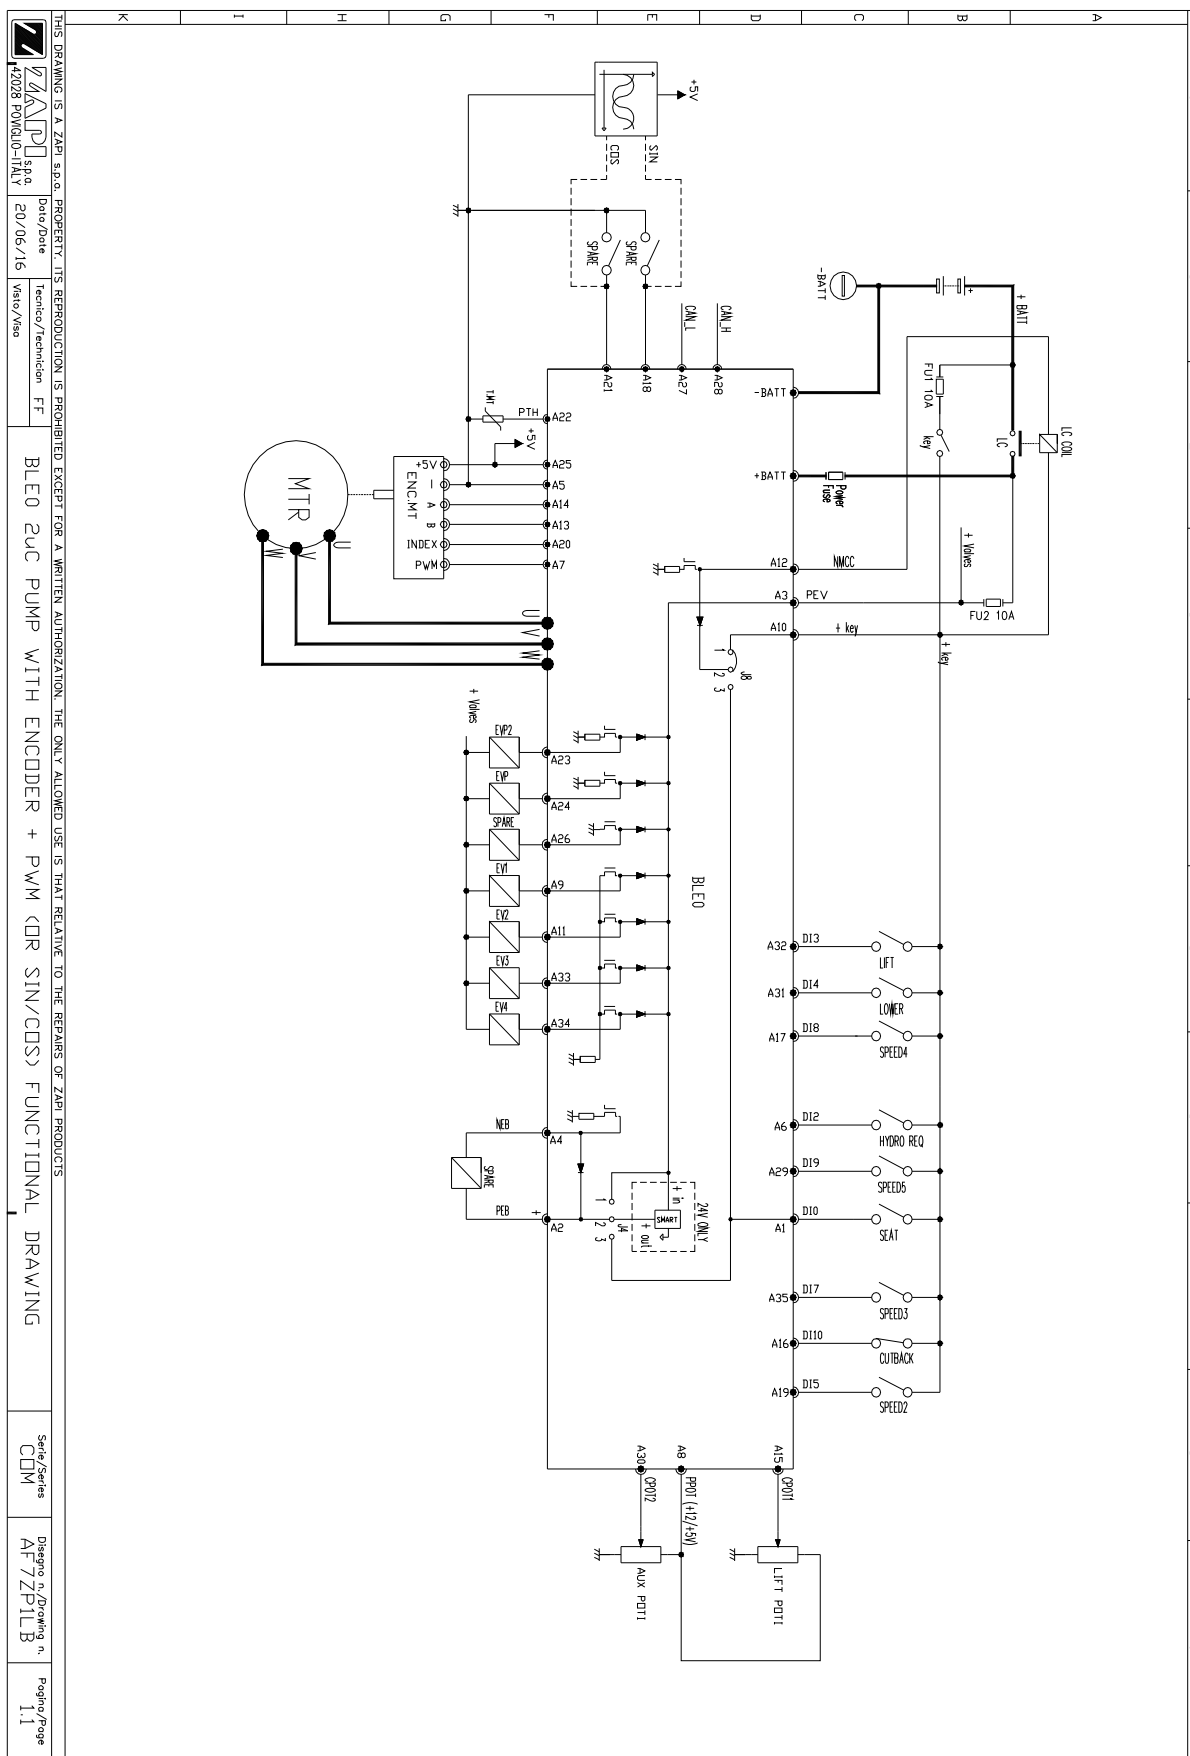 K
I
H
G
F
E
D
C
B
A
THIS DRAWING IS A ZAPI s.p.a. PROPERTY. ITS REPRODUCTION IS PROHIBITED EXCEPT FOR A WRITTEN AUTHORIZATION. THE ONLY ALLOWED USE IS THAT RELATIVE TO THE REPAIRS OF ZAPI PRODUCTS
ZAPI s.p.a.
42028 POVIGLIO-ITALY
Data/Date
20/06/16
Tecnico/Technician FF
Visto/Visa
BLE0 2uC PUMP WITH ENCODER + PWM (OR SIN/COS) FUNCTIONAL DRAWING
Serie/Series
COM
Disegno n./Drawing n.
AF7ZP1LB
Pagina/Page
1.1
+5V
SIN
COS
SPARE
SPARE
CAN_L
CAN_H
A21
A18
A27
A28
-BATT
+ BATT
FU1 10A
key
LC
LC COIL
-BATT
+BATT
Power
Fuse
T.MT
PTH
A22
+5V
A25
A5
A14
A13
A20
A7
+5V
-
A
B
INDEX
PWM
ENC.MT
MTR
U
V
W
U
V
W
A12
NMCC
+ Valves
A3
PEV
FU2 10A
A10
+ key
+ key
J8
1
2
3
+ Valves
EVP2
A23
EVP
A24
SPARE
A26
EV1
A9
EV2
A11
EV3
A33
EV4
A34
BLE0
A32
DI3
LIFT
A31
DI4
LOWER
A17
DI8
SPEED4
A6
DI2
HYDRO REQ
A29
DI9
SPEED5
A1
DI0
SEAT
A35
DI7
SPEED3
A16
DI10
CUTBACK
A19
DI5
SPEED2
NEB
A4
SPARE
PEB
+
A2
1
2
3
J4
+ in
SMART
+ out
24V ONLY
A30
CPOT2
A8
PPOT (+12/+5V)
A15
CPOT1
AUX POTI
LIFT POTI